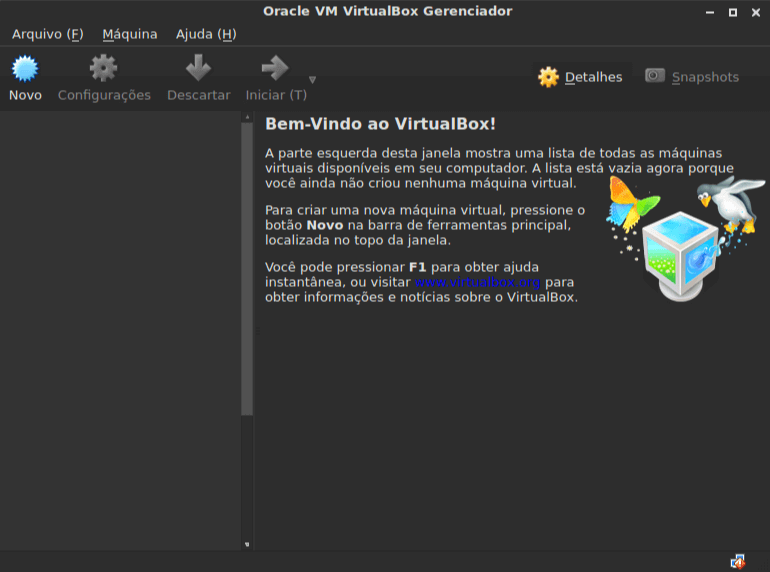 Oracle VM VirtualBox Gerenciador
Arquivo (F) Máquina Ajuda (H)
Novo Configurações Descartar Iniciar (T) Detalhes Snapshots
Bem-Vindo ao VirtualBox!
A parte esquerda desta janela mostra uma lista de todas as máquinas
virtuais disponíveis em seu computador. A lista está vazia agora porque
você ainda não criou nenhuma máquina virtual.
Para criar uma nova máquina virtual, pressione o
botão Novo na barra de ferramentas principal,
localizada no topo da janela.
Você pode pressionar F1 para obter ajuda
instantânea, ou visitar www.virtualbox.org para
obter informações e notícias sobre o VirtualBox.